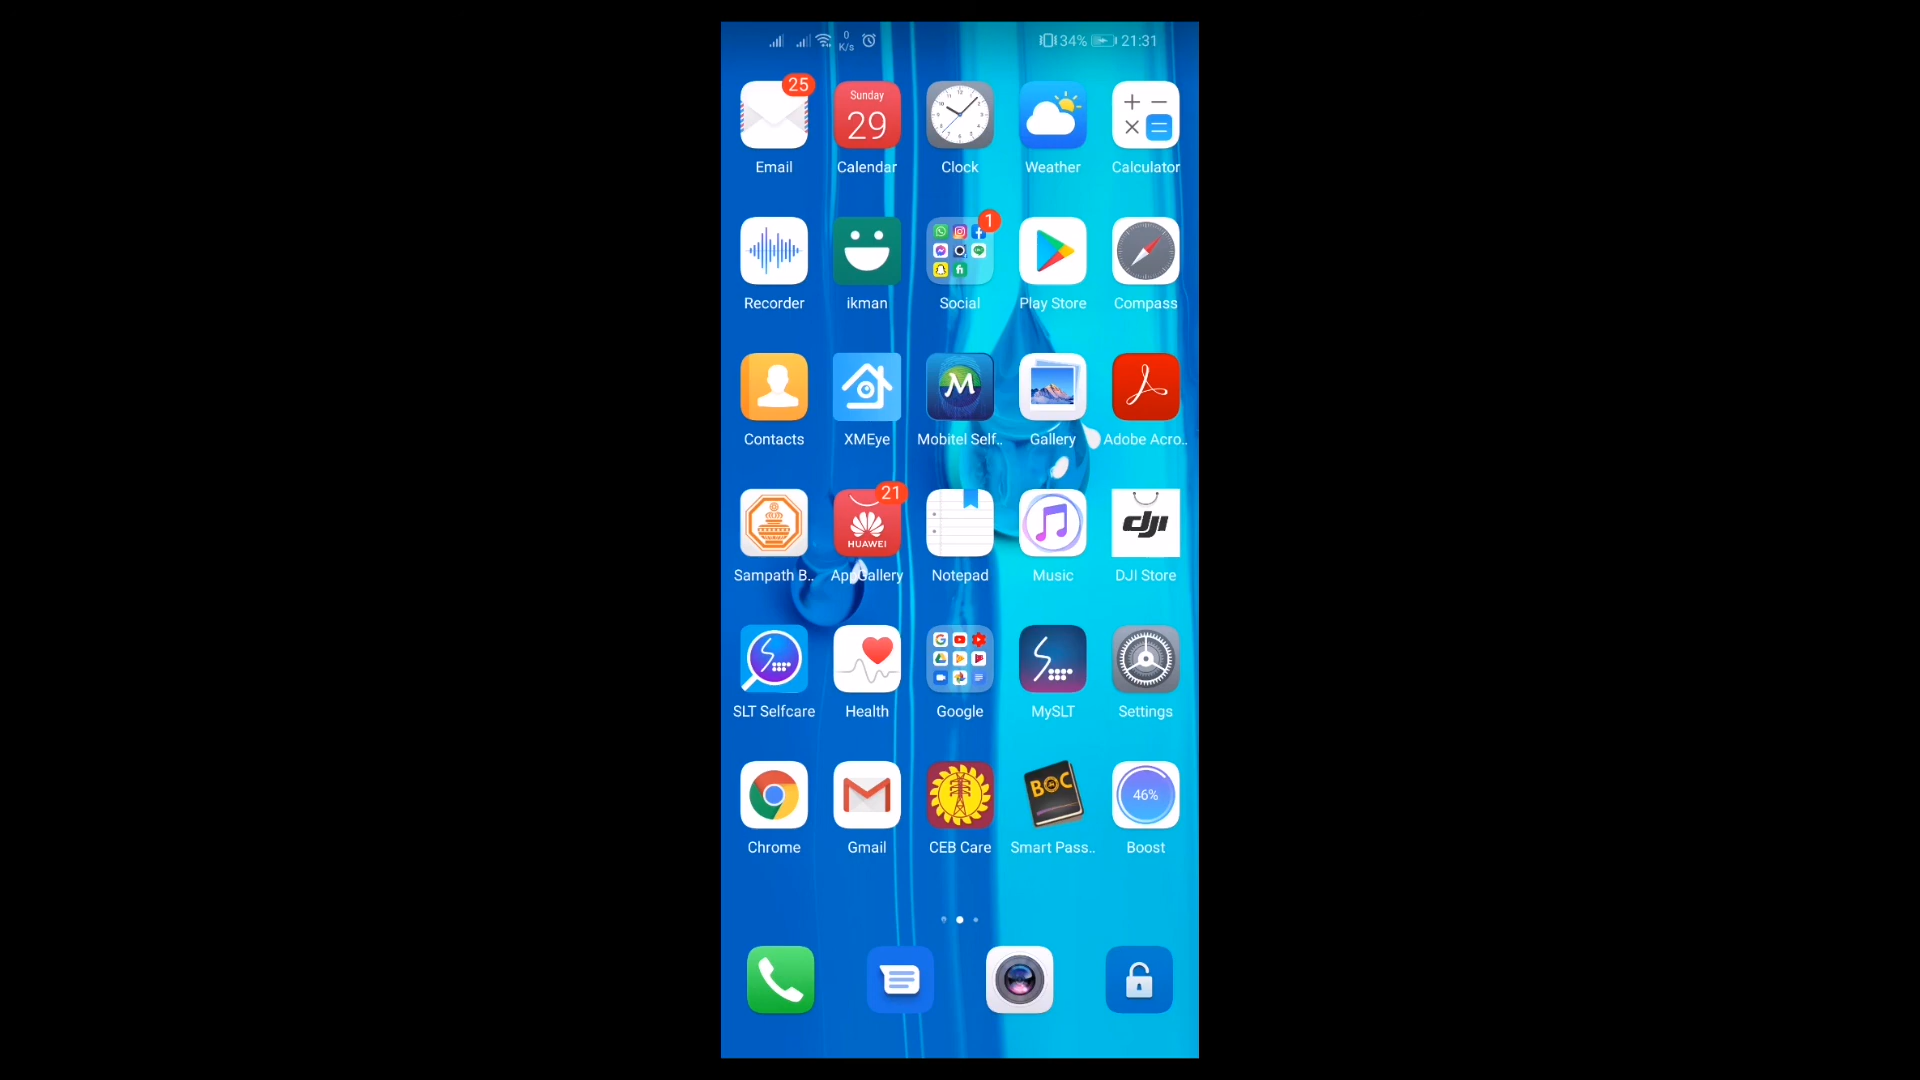 0
K/s
34% 21:31
25
Sunday
29
Email Calendar Clock Weather Calculator
1
Recorder ikman Social Play Store Compass
M
Contacts XMEye Mobitel Self.. Gallery Adobe Acro..
21
HUAWEI
dji
Sampath B.. AppGallery Notepad Music DJI Store
SLT Selfcare Health Google MySLT Settings
BOC
46%
Chrome Gmail CEB Care Smart Pass.. Boost